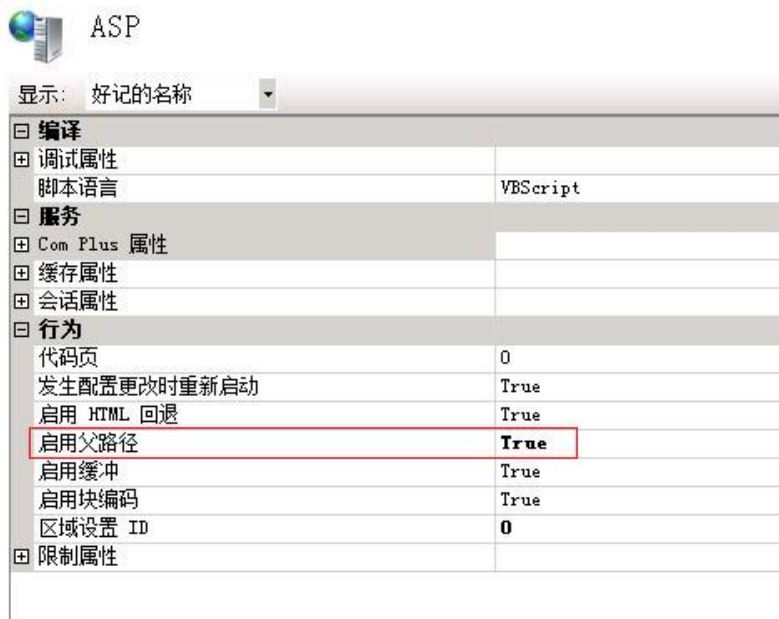 ASP
显示: 好记的名称
编译
调试属性
脚本语言 VBScript
服务
Com Plus 属性
缓存属性
会话属性
行为
代码页 0
发生配置更改时重新启动 True
启用 HTML 回退 True
启用父路径 True
启用缓冲 True
启用块编码 True
区域设置 ID 0
限制属性